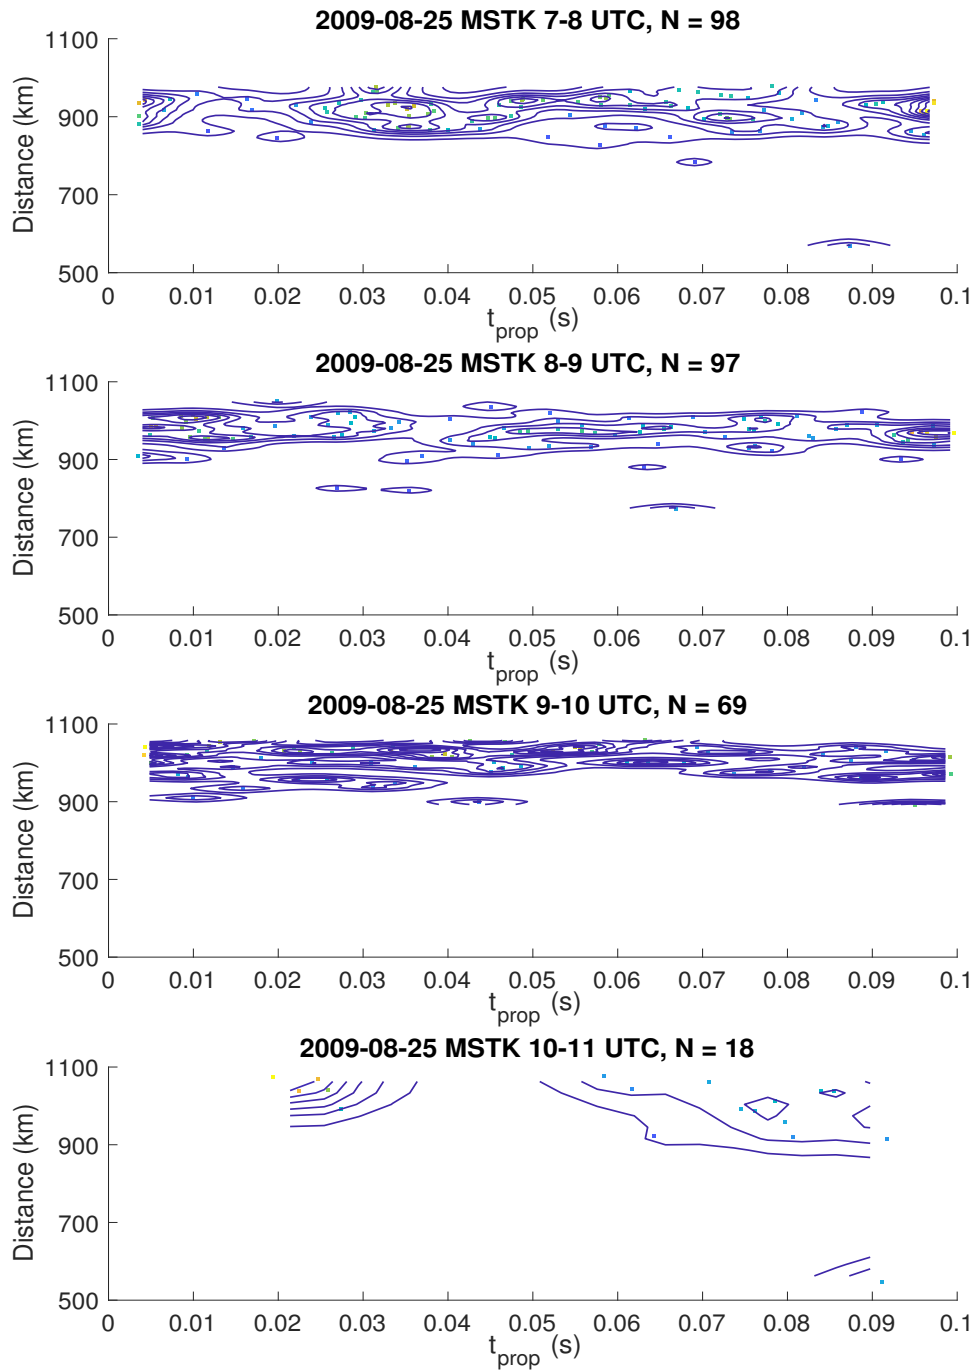 2009-08-25 MSTK 7-8 UTC, N = 98
1100
900
700
500
Distance (km)
0 0.01 0.02 0.03 0.04 0.05 0.06 0.07 0.08 0.09 0.1
t_prop (s)
2009-08-25 MSTK 8-9 UTC, N = 97
1100
900
700
500
Distance (km)
0 0.01 0.02 0.03 0.04 0.05 0.06 0.07 0.08 0.09 0.1
t_prop (s)
2009-08-25 MSTK 9-10 UTC, N = 69
1100
900
700
500
Distance (km)
0 0.01 0.02 0.03 0.04 0.05 0.06 0.07 0.08 0.09 0.1
t_prop (s)
2009-08-25 MSTK 10-11 UTC, N = 18
1100
900
700
500
Distance (km)
0 0.01 0.02 0.03 0.04 0.05 0.06 0.07 0.08 0.09 0.1
t_prop (s)